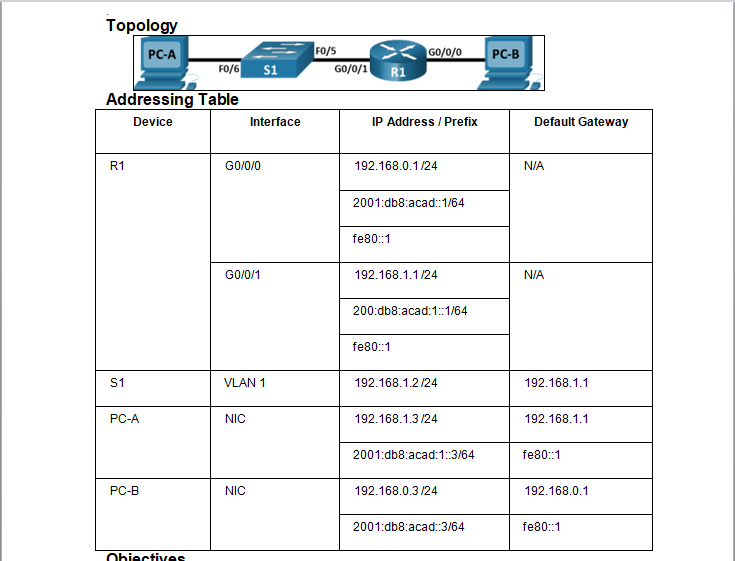 Topology
PC-A
F0/6
S1
F0/5
G0/0/1
R1
G0/0/0
PC-B
Addressing Table
Device Interface IP Address / Prefix Default Gateway
R1 G0/0/0 192.168.0.1 /24 N/A
2001:db8:acad::1/64
fe80::1
G0/0/1 192.168.1.1 /24 N/A
200:db8:acad:1::1/64
fe80::1
S1 VLAN 1 192.168.1.2 /24 192.168.1.1
PC-A NIC 192.168.1.3 /24 192.168.1.1
2001:db8:acad:1::3/64 fe80::1
PC-B NIC 192.168.0.3 /24 192.168.0.1
2001:db8:acad::3/64 fe80::1
Objectives